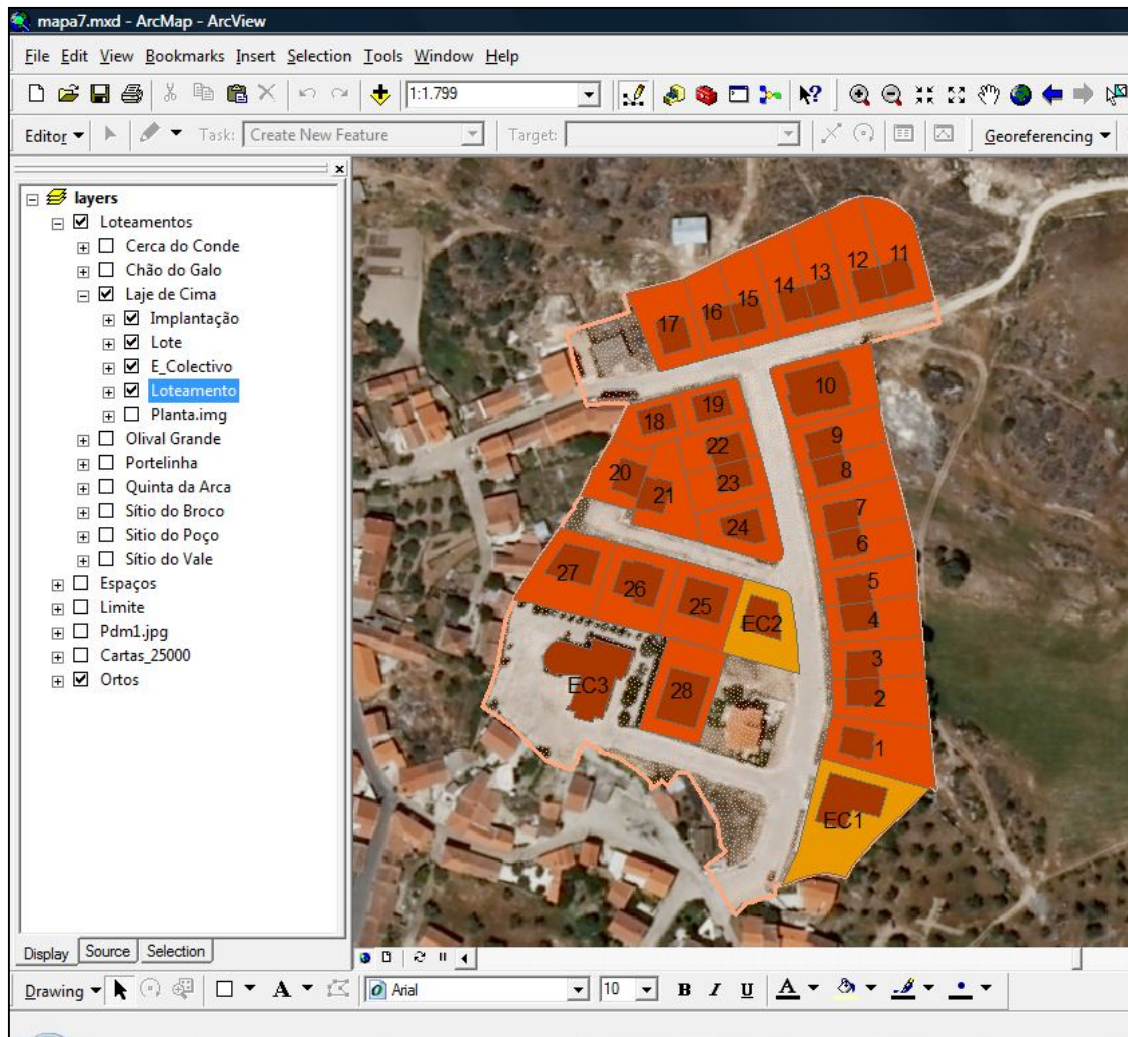 mapa7.mxd - ArcMap - ArcView
File Edit View Bookmarks Insert Selection Tools Window Help
1:1.799
Editor Task: Create New Feature Target: Georeferencing
layers
Loteamentos
Cerca do Conde
Chão do Galo
Laje de Cima
Implantação
Lote
E_Colectivo
Loteamento
Planta.img
Olival Grande
Portelinha
Quinta da Arca
Sítio do Broco
Sitio do Poço
Sítio do Vale
Espaços
Limite
Pdm1.jpg
Cartas_25000
Ortos
17 16 15 14 13 12 11
10
18 19
22
9
20 21
23
8
24
7
6
27 26 25 EC2
5
4
EC3 28
3
2
1
EC1
Display Source Selection
Drawing A Arial 10 B I U A